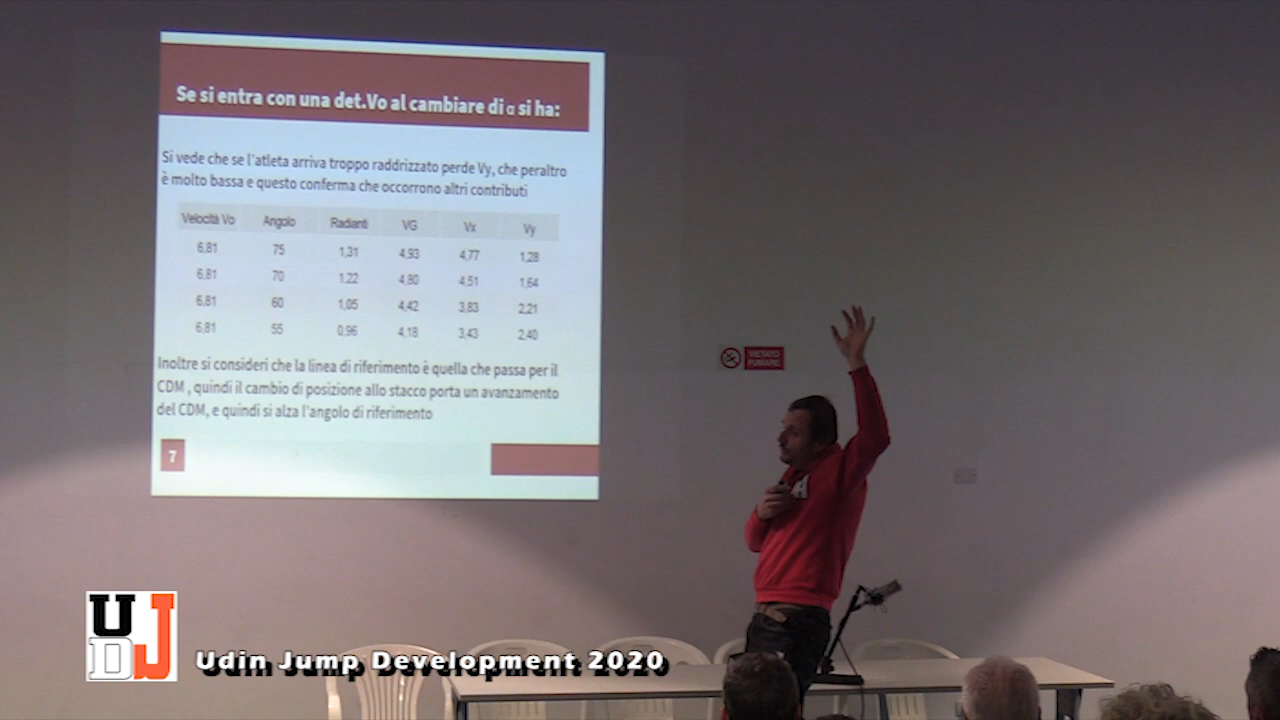 Se si entra con una det.Vo al cambiare di α si ha:
Si vede che se l'atleta arriva troppo raddrizzato perde Vy, che peraltro
è molto bassa e questo conferma che occorrono altri contributi
Velocità Vo Angolo Radianti VG Vx Vy
6,81 75 1,31 4,93 4,77 1,28
6,81 70 1,22 4,80 4,51 1,64
6,81 60 1,05 4,42 3,83 2,21
6,81 55 0,96 4,18 3,43 2,40
Inoltre si consideri che la linea di riferimento è quella che passa per il
CDM , quindi il cambio di posizione allo stacco porta un avanzamento
del CDM, e quindi si alza l'angolo di riferimento
7
VIETATO
FUMARE
A
UDJ
Udin Jump Development 2020